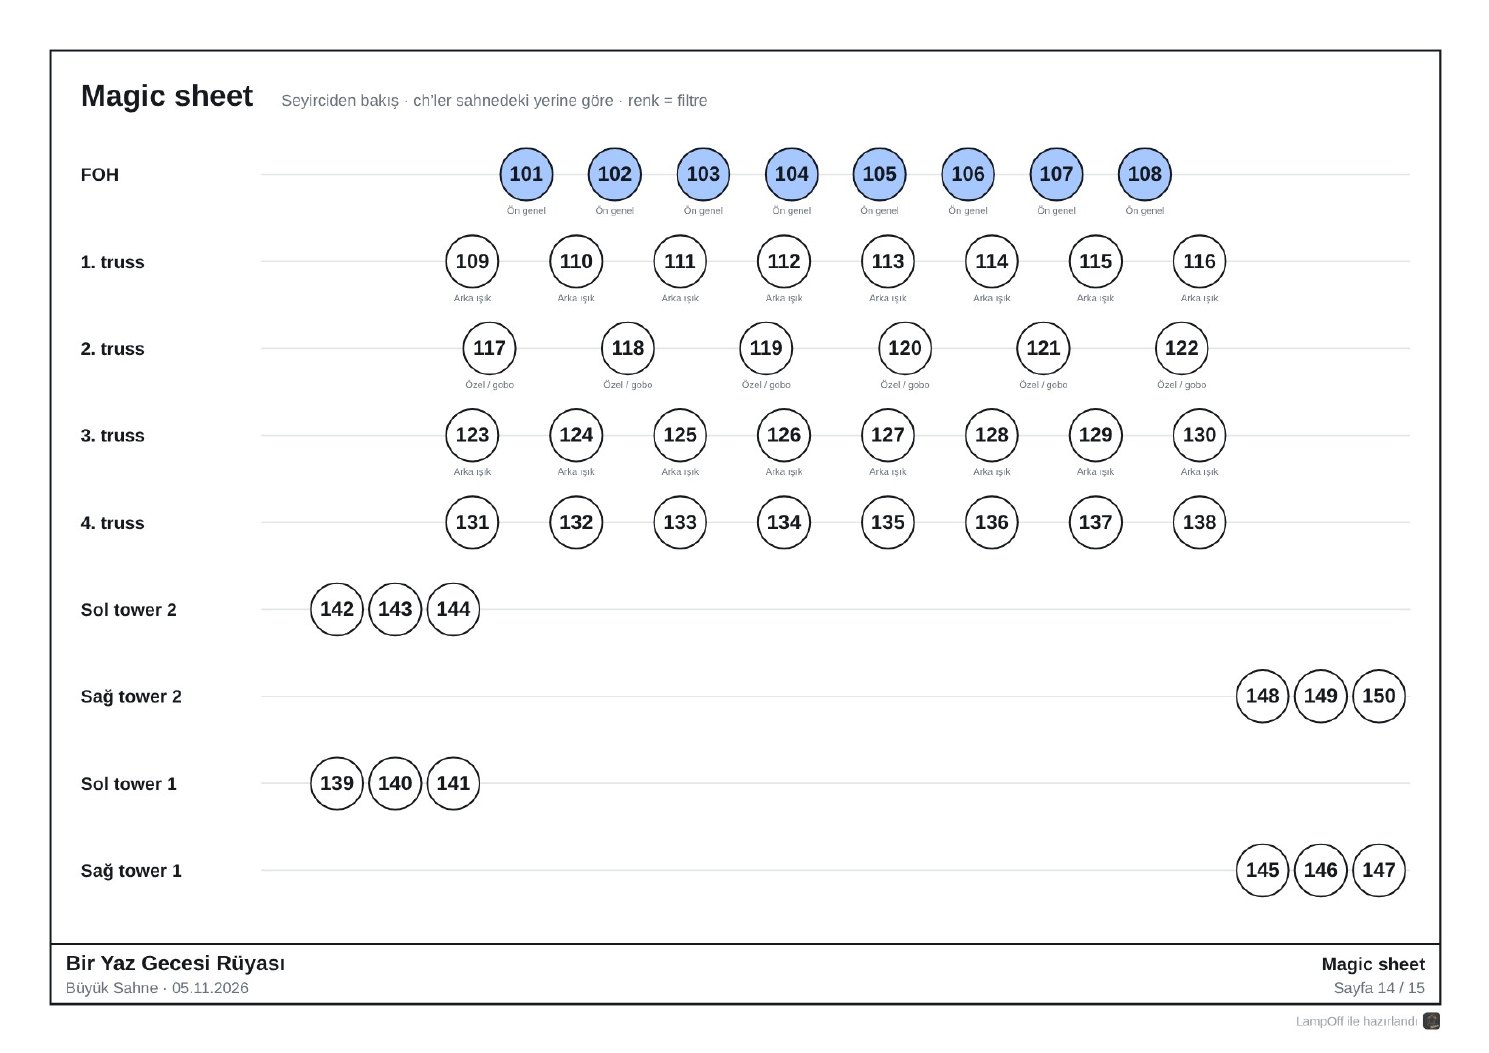 Magic sheet Seyirciden bakış · ch'ler sahnedeki yerine göre · renk = filtre
FOH 101 102 103 104 105 106 107 108
Ön genel Ön genel Ön genel Ön genel Ön genel Ön genel Ön genel Ön genel
1. truss 109 110 111 112 113 114 115 116
Arka ışık Arka ışık Arka ışık Arka ışık Arka ışık Arka ışık Arka ışık Arka ışık
2. truss 117 118 119 120 121 122
Özel / gobo Özel / gobo Özel / gobo Özel / gobo Özel / gobo Özel / gobo
3. truss 123 124 125 126 127 128 129 130
Arka ışık Arka ışık Arka ışık Arka ışık Arka ışık Arka ışık Arka ışık Arka ışık
4. truss 131 132 133 134 135 136 137 138
Sol tower 2 142 143 144
Sağ tower 2 148 149 150
Sol tower 1 139 140 141
Sağ tower 1 145 146 147
Bir Yaz Gecesi Rüyası Magic sheet
Büyük Sahne · 05.11.2026 Sayfa 14 / 15
LampOff ile hazırlandı